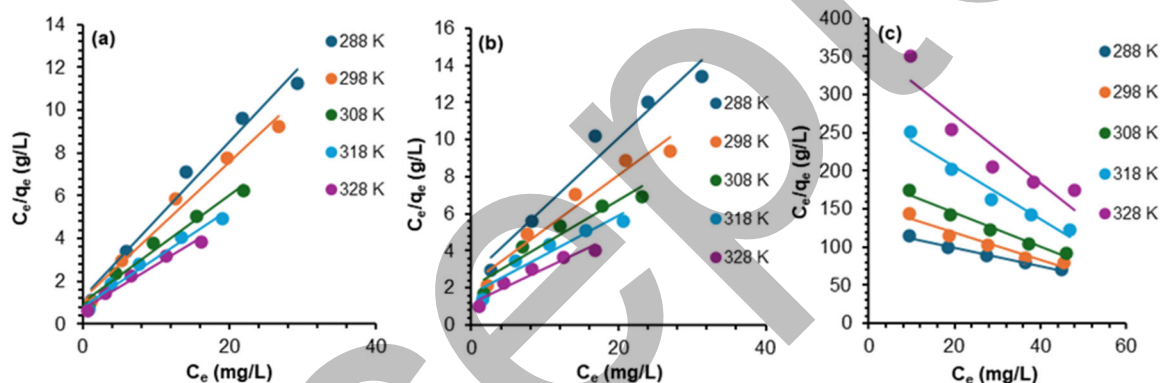 (a)
14
12
10
8
6
4
2
0
0 20 40
Ce/qe (g/L)
Ce (mg/L)
288 K
298 K
308 K
318 K
328 K
(b)
16
14
12
10
8
6
4
2
0
0 20 40
Ce/qe (g/L)
Ce (mg/L)
288 K
298 K
308 K
318 K
328 K
(c)
400
350
300
250
200
150
100
50
0
0 20 40 60
Ce/qe (g/L)
Ce (mg/L)
288 K
298 K
308 K
318 K
328 K